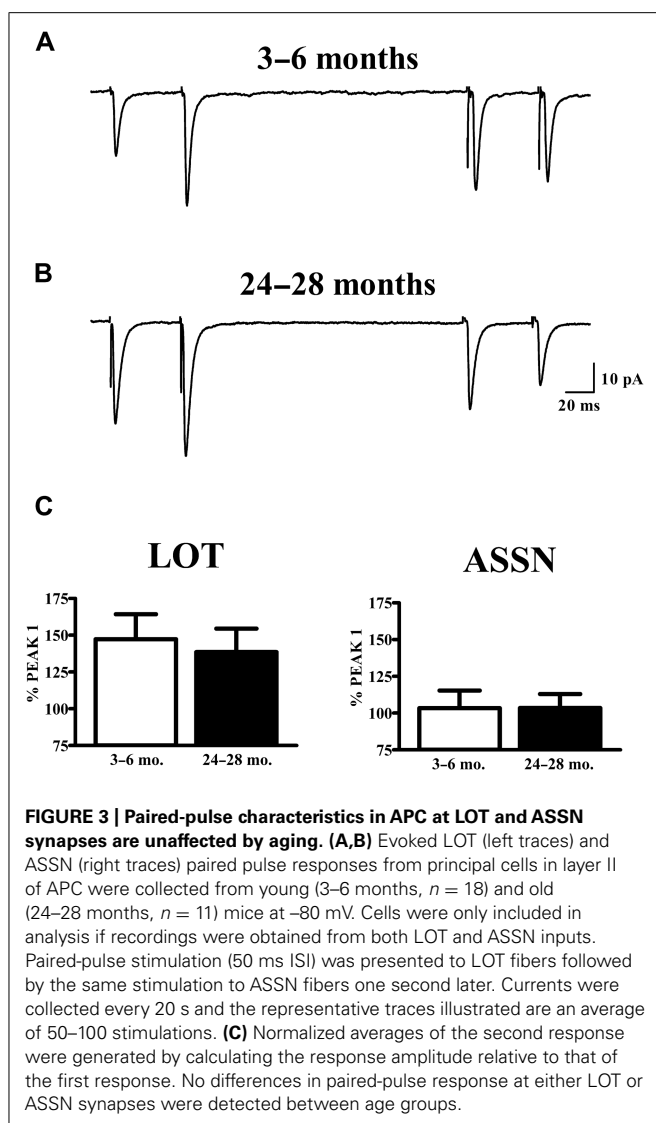 A
3–6 months
B
24–28 months
10 pA
20 ms
C
LOT
ASSN
% PEAK 1
175
150
125
100
75
3–6 mo.
24–28 mo.
% PEAK 1
175
150
125
100
75
3–6 mo.
24–28 mo.
FIGURE 3 | Paired-pulse characteristics in APC at LOT and ASSN
synapses are unaffected by aging. (A,B) Evoked LOT (left traces) and
ASSN (right traces) paired pulse responses from principal cells in layer II
of APC were collected from young (3–6 months, n = 18) and old
(24–28 months, n = 11) mice at –80 mV. Cells were only included in
analysis if recordings were obtained from both LOT and ASSN inputs.
Paired-pulse stimulation (50 ms ISI) was presented to LOT fibers followed
by the same stimulation to ASSN fibers one second later. Currents were
collected every 20 s and the representative traces illustrated are an average
of 50–100 stimulations. (C) Normalized averages of the second response
were generated by calculating the response amplitude relative to that of
the first response. No differences in paired-pulse response at either LOT or
ASSN synapses were detected between age groups.